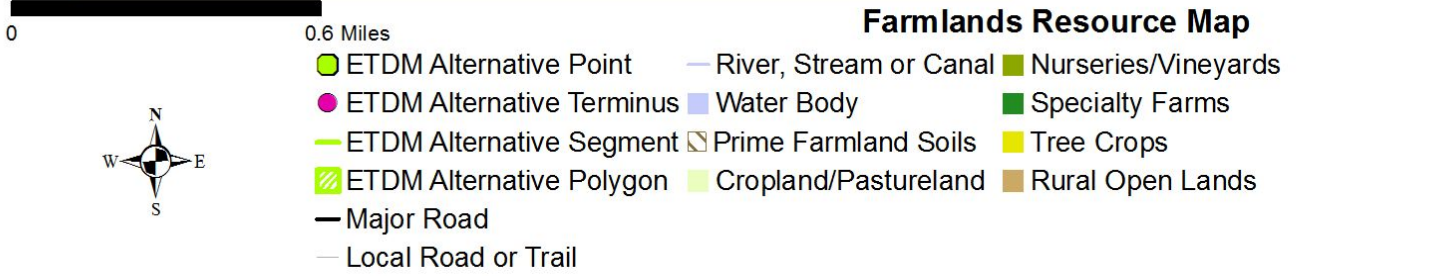 Farmlands Resource Map
0 0.6 Miles
ETDM Alternative Point
ETDM Alternative Terminus
ETDM Alternative Segment
ETDM Alternative Polygon
Major Road
Local Road or Trail
River, Stream or Canal
Water Body
Prime Farmland Soils
Cropland/Pastureland
Nurseries/Vineyards
Specialty Farms
Tree Crops
Rural Open Lands
N
W E
S